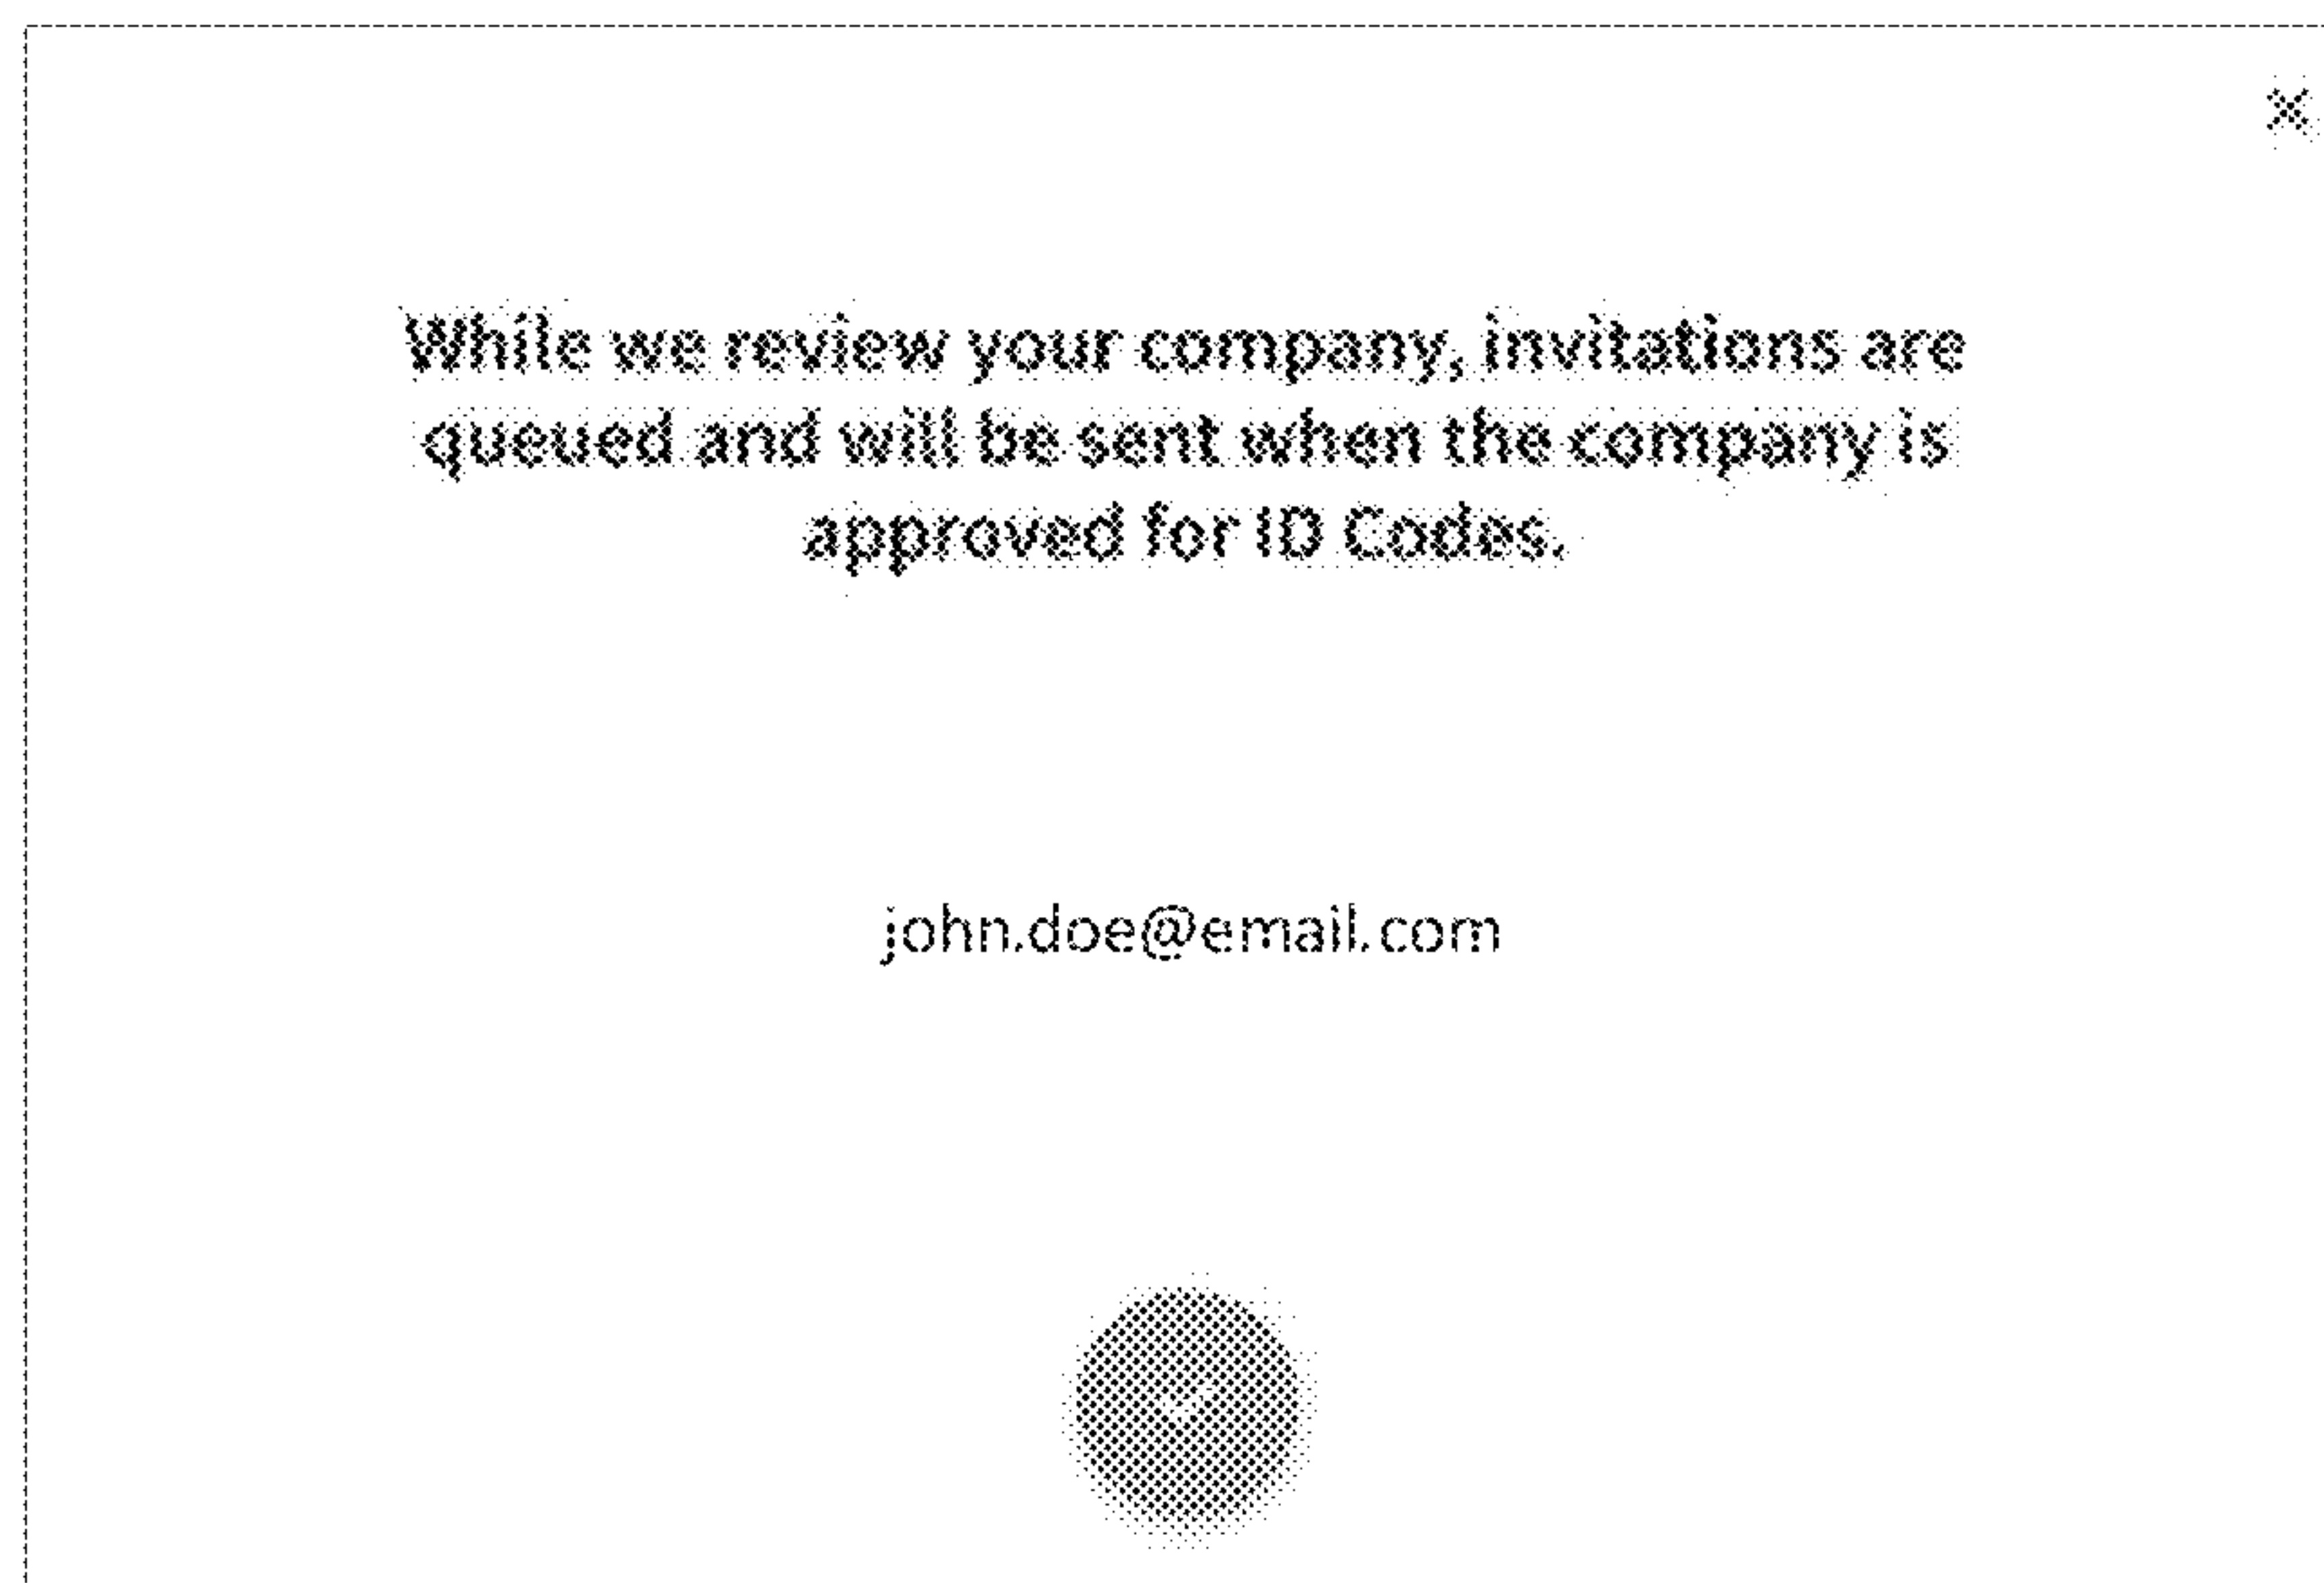 While we review your company, invitations are
queued and will be sent when the company is
approved for ID Codes.
john.doe@email.com